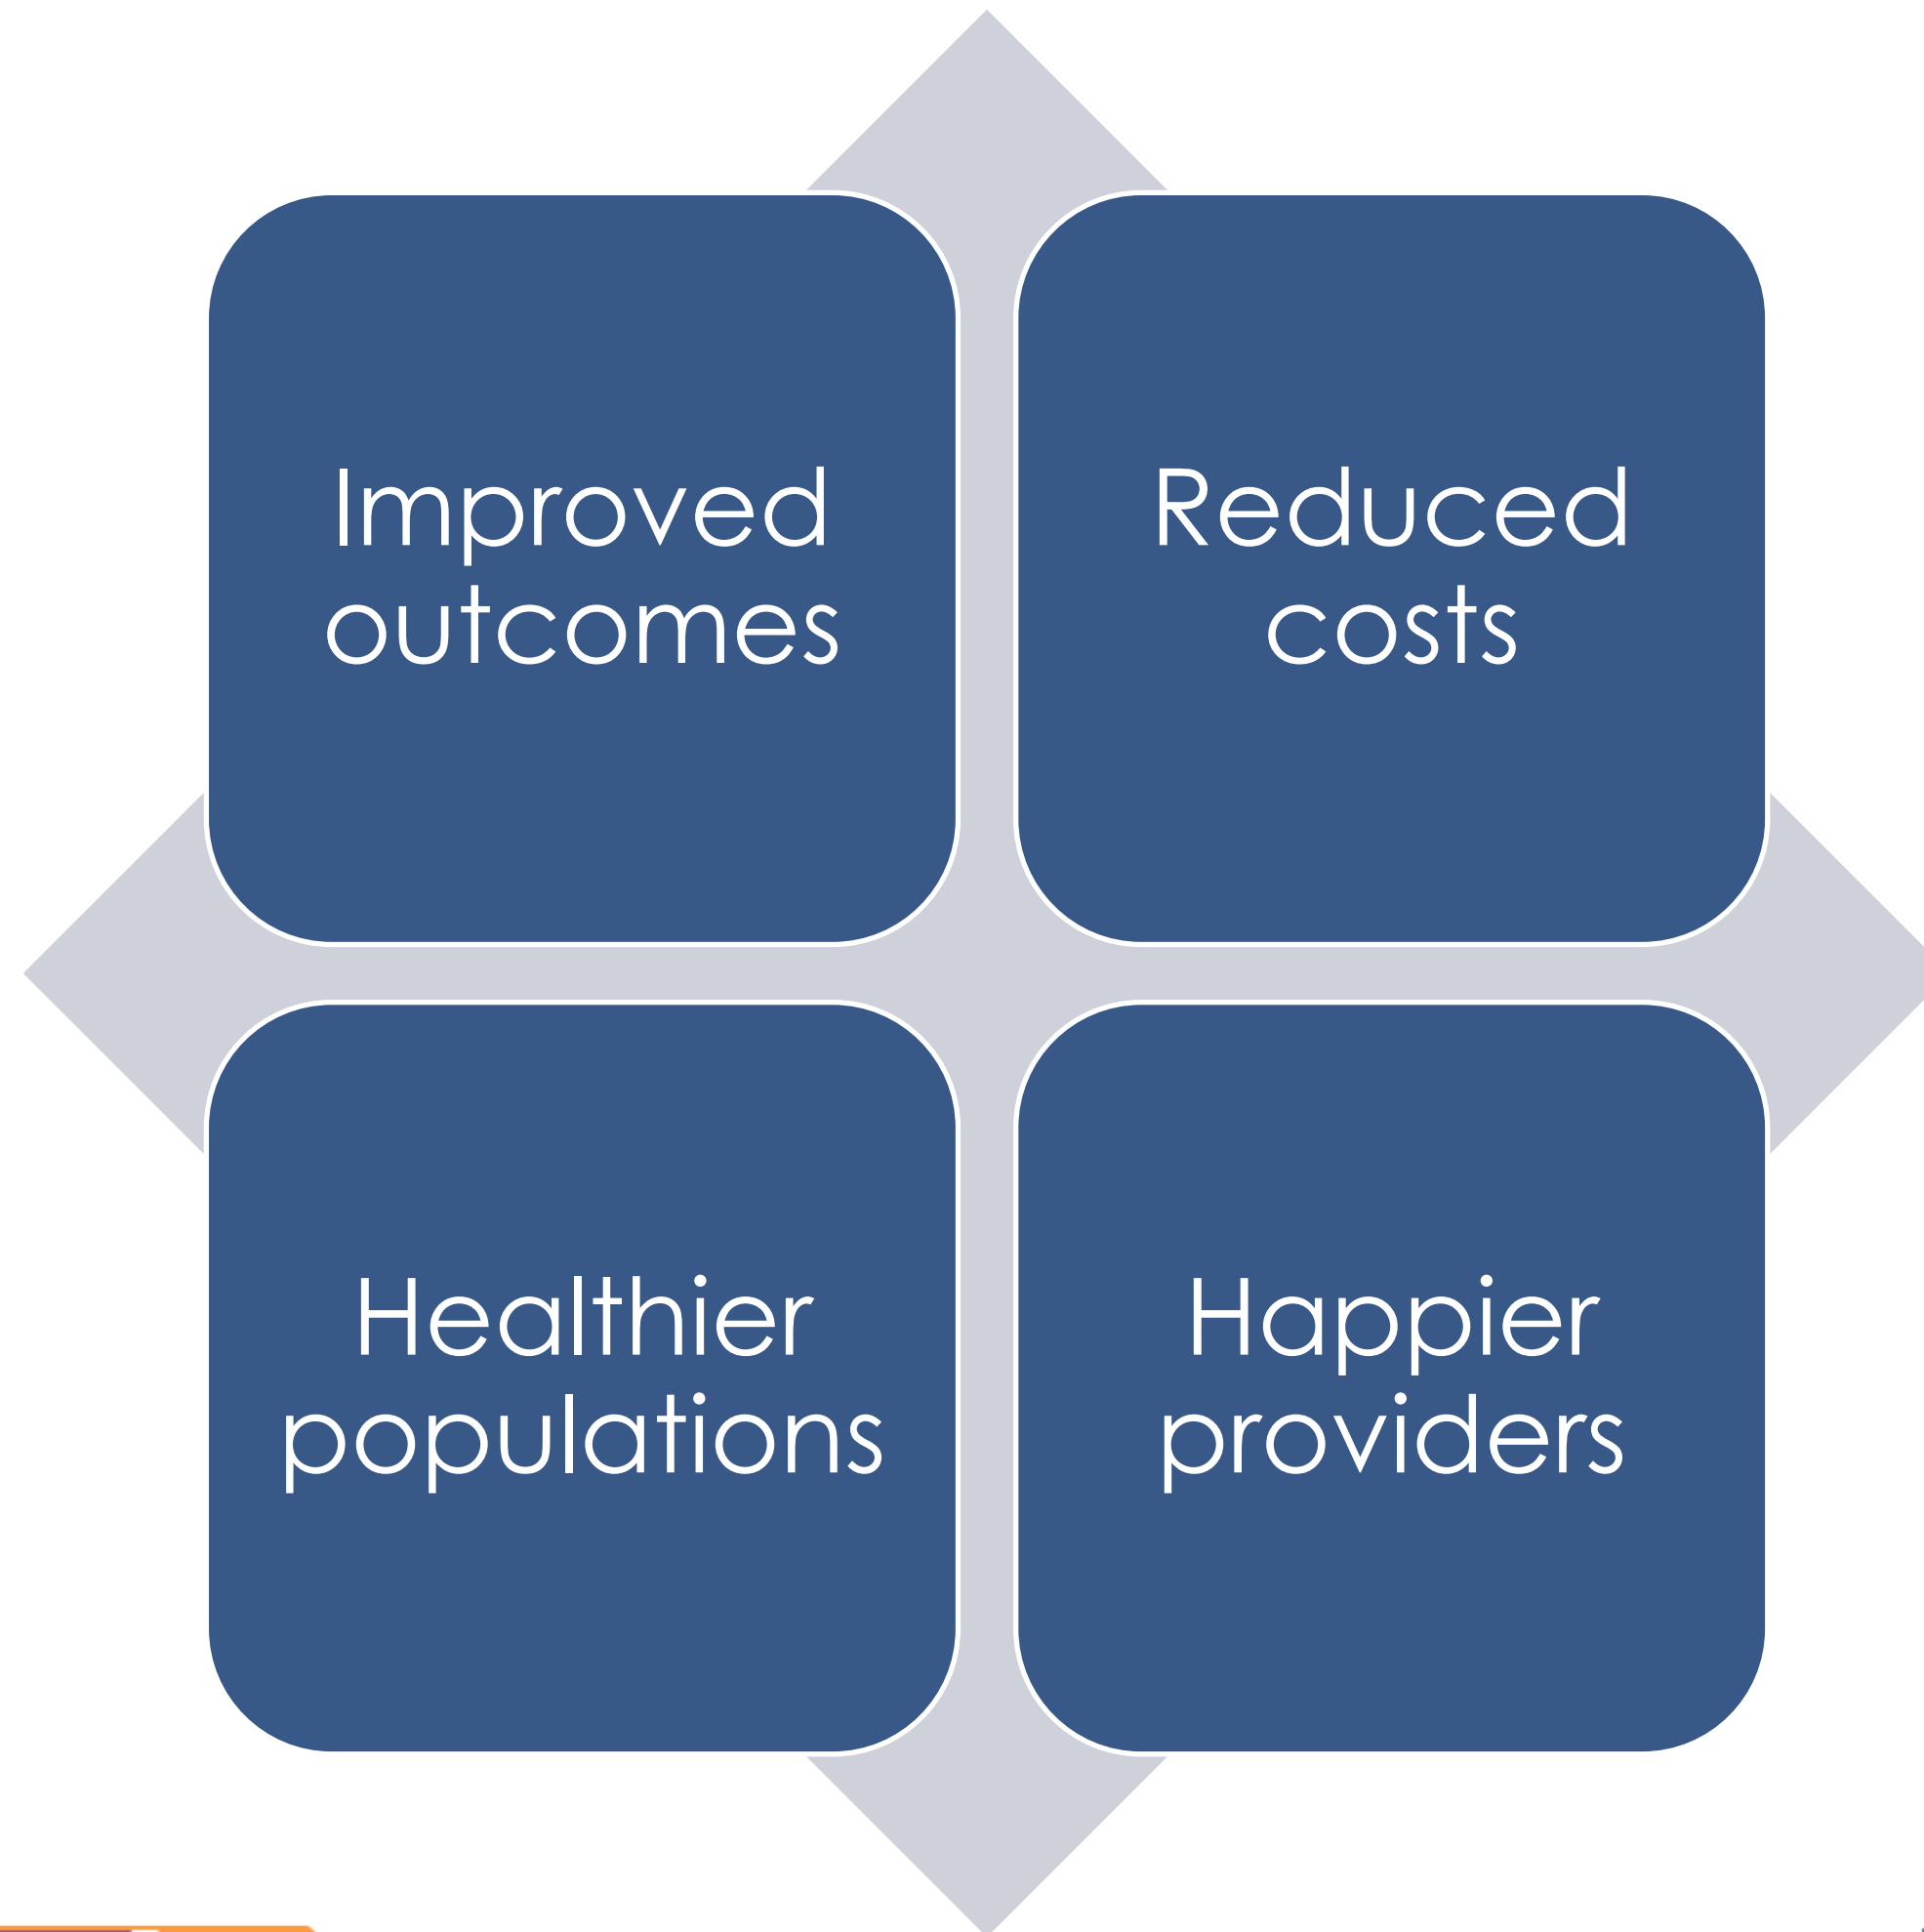 Improved
outcomes
Reduced
costs
Healthier
populations
Happier
providers